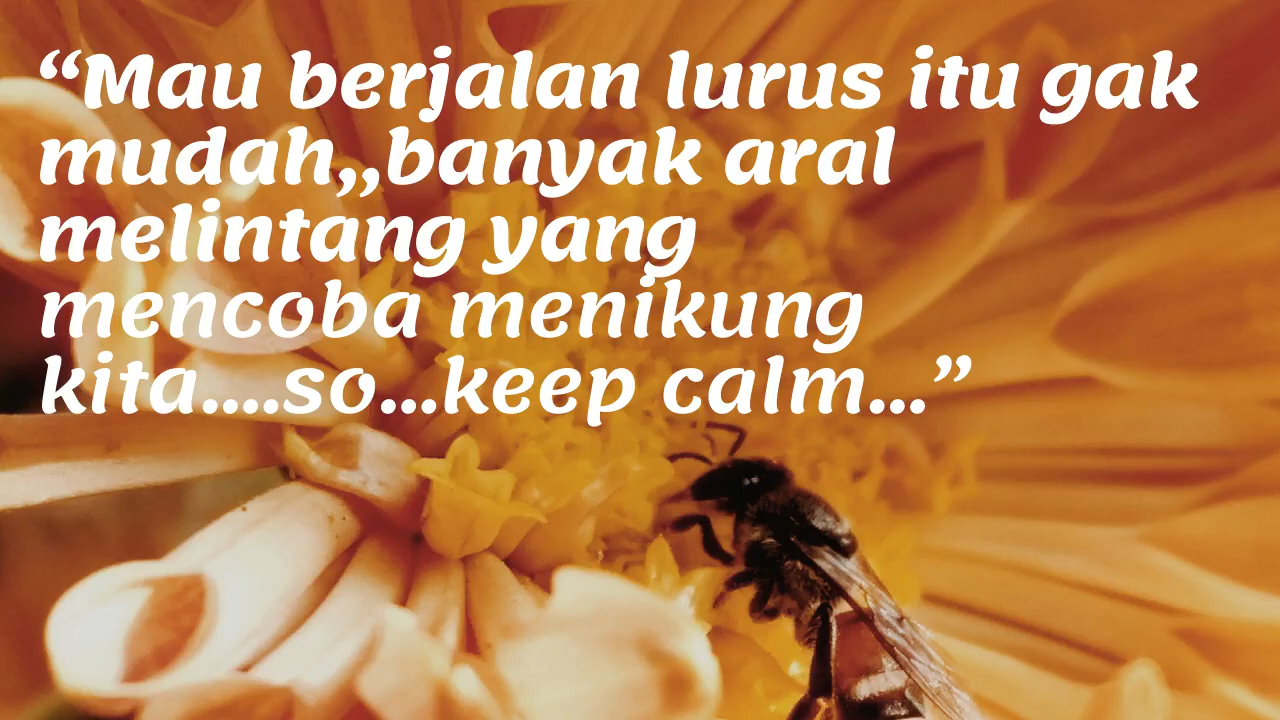 “Mau berjalan lurus itu gak
mudah,,banyak aral
melintang yang
mencoba menikung
kita....so...keep calm...”